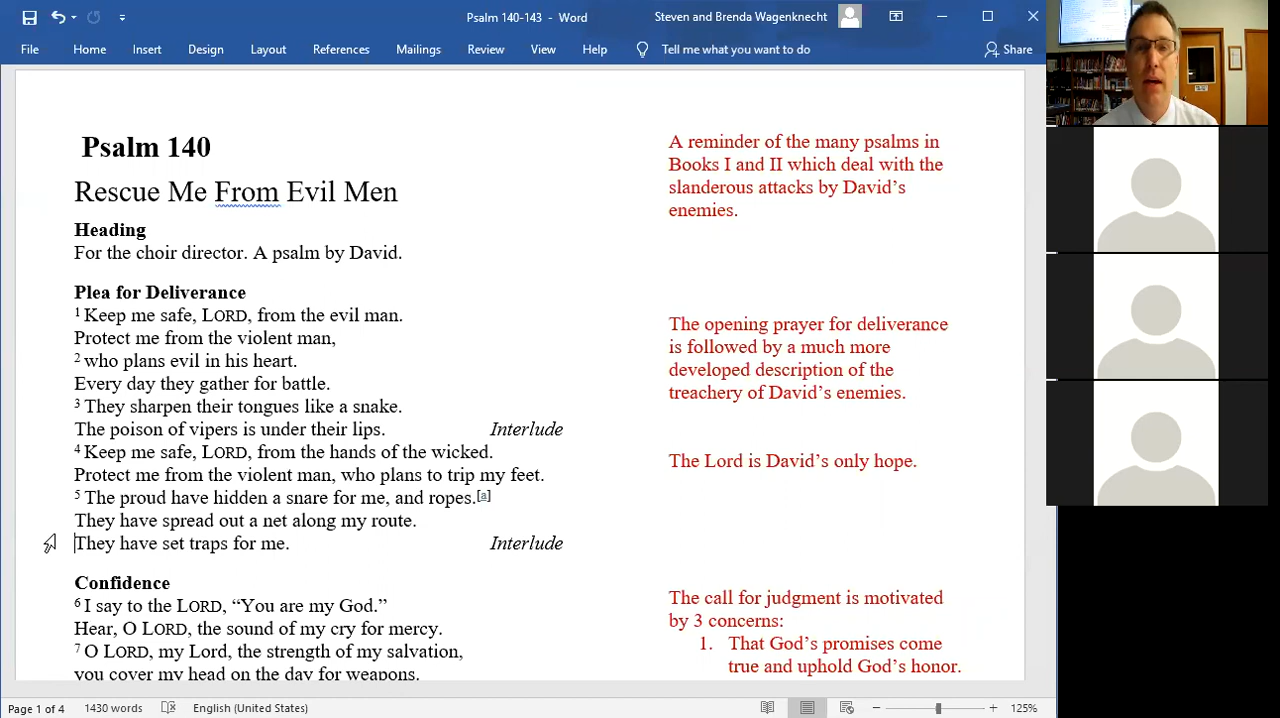 Psalm 140-143 - Word
Steven and Brenda Wagenknecht
File Home Insert Design Layout References Mailings Review View Help Tell me what you want to do Share
Psalm 140
Rescue Me From Evil Men
Heading
For the choir director. A psalm by David.
Plea for Deliverance
1 Keep me safe, LORD, from the evil man.
Protect me from the violent man,
2 who plans evil in his heart.
Every day they gather for battle.
3 They sharpen their tongues like a snake.
The poison of vipers is under their lips. Interlude
4 Keep me safe, LORD, from the hands of the wicked.
Protect me from the violent man, who plans to trip my feet.
5 The proud have hidden a snare for me, and ropes.[a]
They have spread out a net along my route.
They have set traps for me. Interlude
Confidence
6 I say to the LORD, “You are my God.”
Hear, O LORD, the sound of my cry for mercy.
7 O LORD, my Lord, the strength of my salvation,
you cover my head on the day for weapons.
A reminder of the many psalms in
Books I and II which deal with the
slanderous attacks by David’s
enemies.
The opening prayer for deliverance
is followed by a much more
developed description of the
treachery of David’s enemies.
The Lord is David’s only hope.
The call for judgment is motivated
by 3 concerns:
1. That God’s promises come
true and uphold God’s honor.
Page 1 of 4 1430 words English (United States) 125%